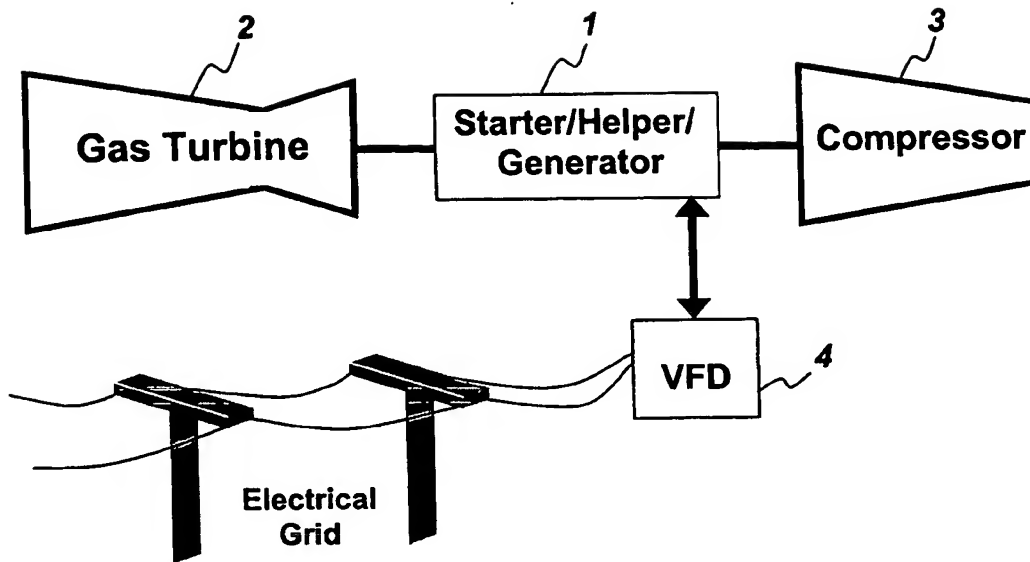 2
1
3
Gas Turbine
Starter/Helper/
Generator
Compressor
VFD
4
Electrical
Grid